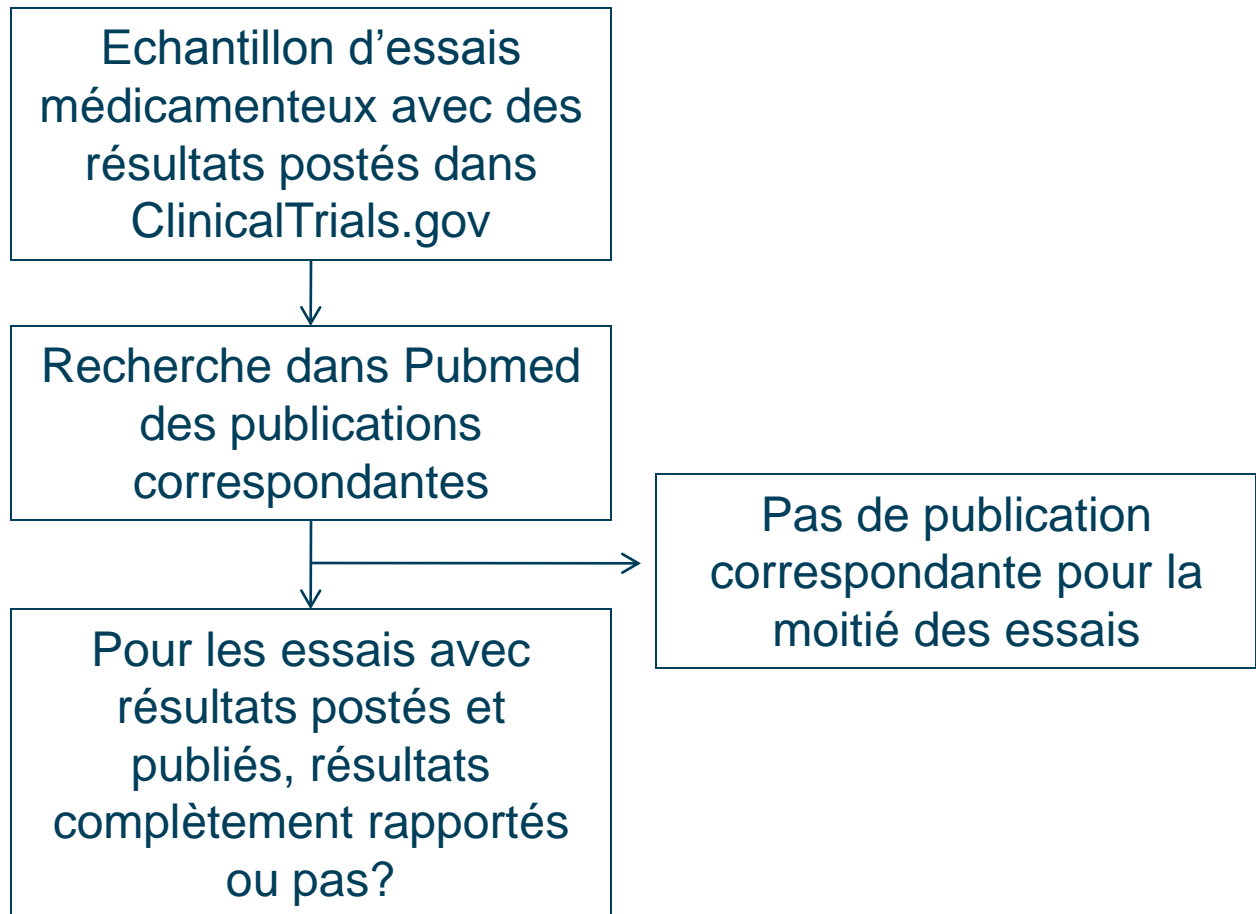 Echantillon d’essais
médicamenteux avec des
résultats postés dans
ClinicalTrials.gov
Recherche dans Pubmed
des publications
correspondantes
Pas de publication
correspondante pour la
moitié des essais
Pour les essais avec
résultats postés et
publiés, résultats
complètement rapportés
ou pas?